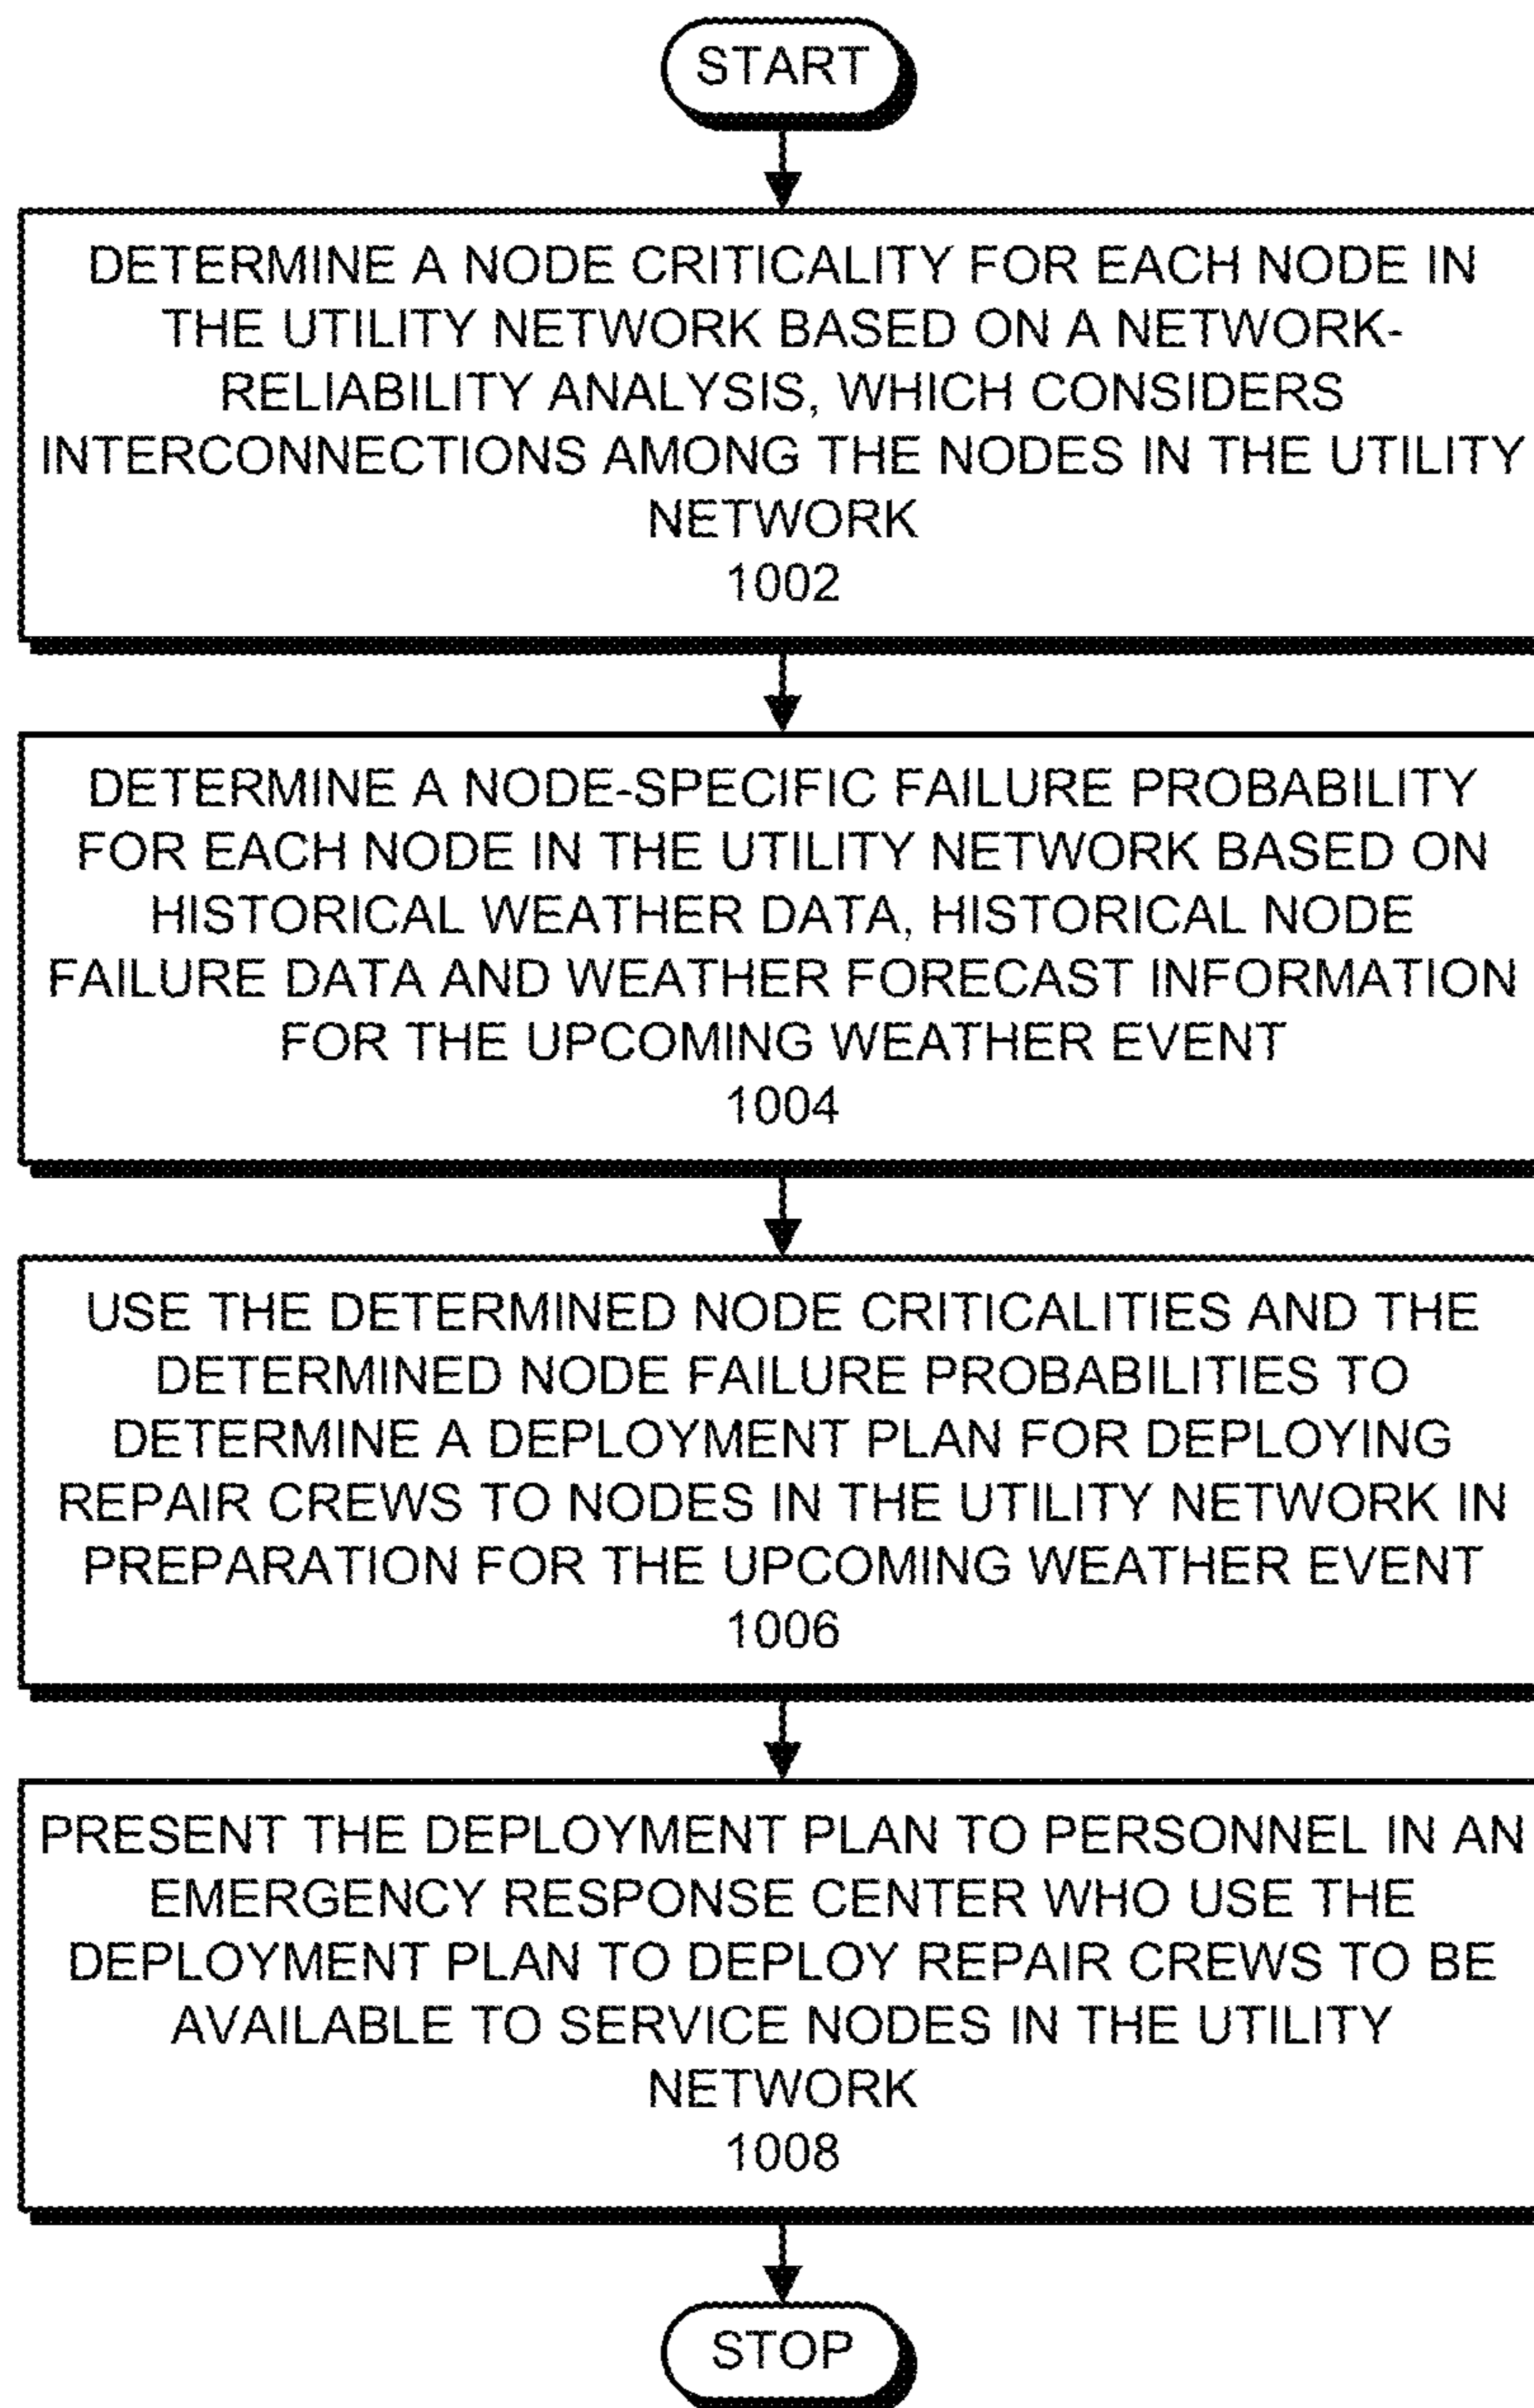 START
DETERMINE A NODE CRITICALITY FOR EACH NODE IN
THE UTILITY NETWORK BASED ON A NETWORK-
RELIABILITY ANALYSIS, WHICH CONSIDERS
INTERCONNECTIONS AMONG THE NODES IN THE UTILITY
NETWORK
1002
DETERMINE A NODE-SPECIFIC FAILURE PROBABILITY
FOR EACH NODE IN THE UTILITY NETWORK BASED ON
HISTORICAL WEATHER DATA, HISTORICAL NODE
FAILURE DATA AND WEATHER FORECAST INFORMATION
FOR THE UPCOMING WEATHER EVENT
1004
USE THE DETERMINED NODE CRITICALITIES AND THE
DETERMINED NODE FAILURE PROBABILITIES TO
DETERMINE A DEPLOYMENT PLAN FOR DEPLOYING
REPAIR CREWS TO NODES IN THE UTILITY NETWORK IN
PREPARATION FOR THE UPCOMING WEATHER EVENT
1006
PRESENT THE DEPLOYMENT PLAN TO PERSONNEL IN AN
EMERGENCY RESPONSE CENTER WHO USE THE
DEPLOYMENT PLAN TO DEPLOY REPAIR CREWS TO BE
AVAILABLE TO SERVICE NODES IN THE UTILITY
NETWORK
1008
STOP